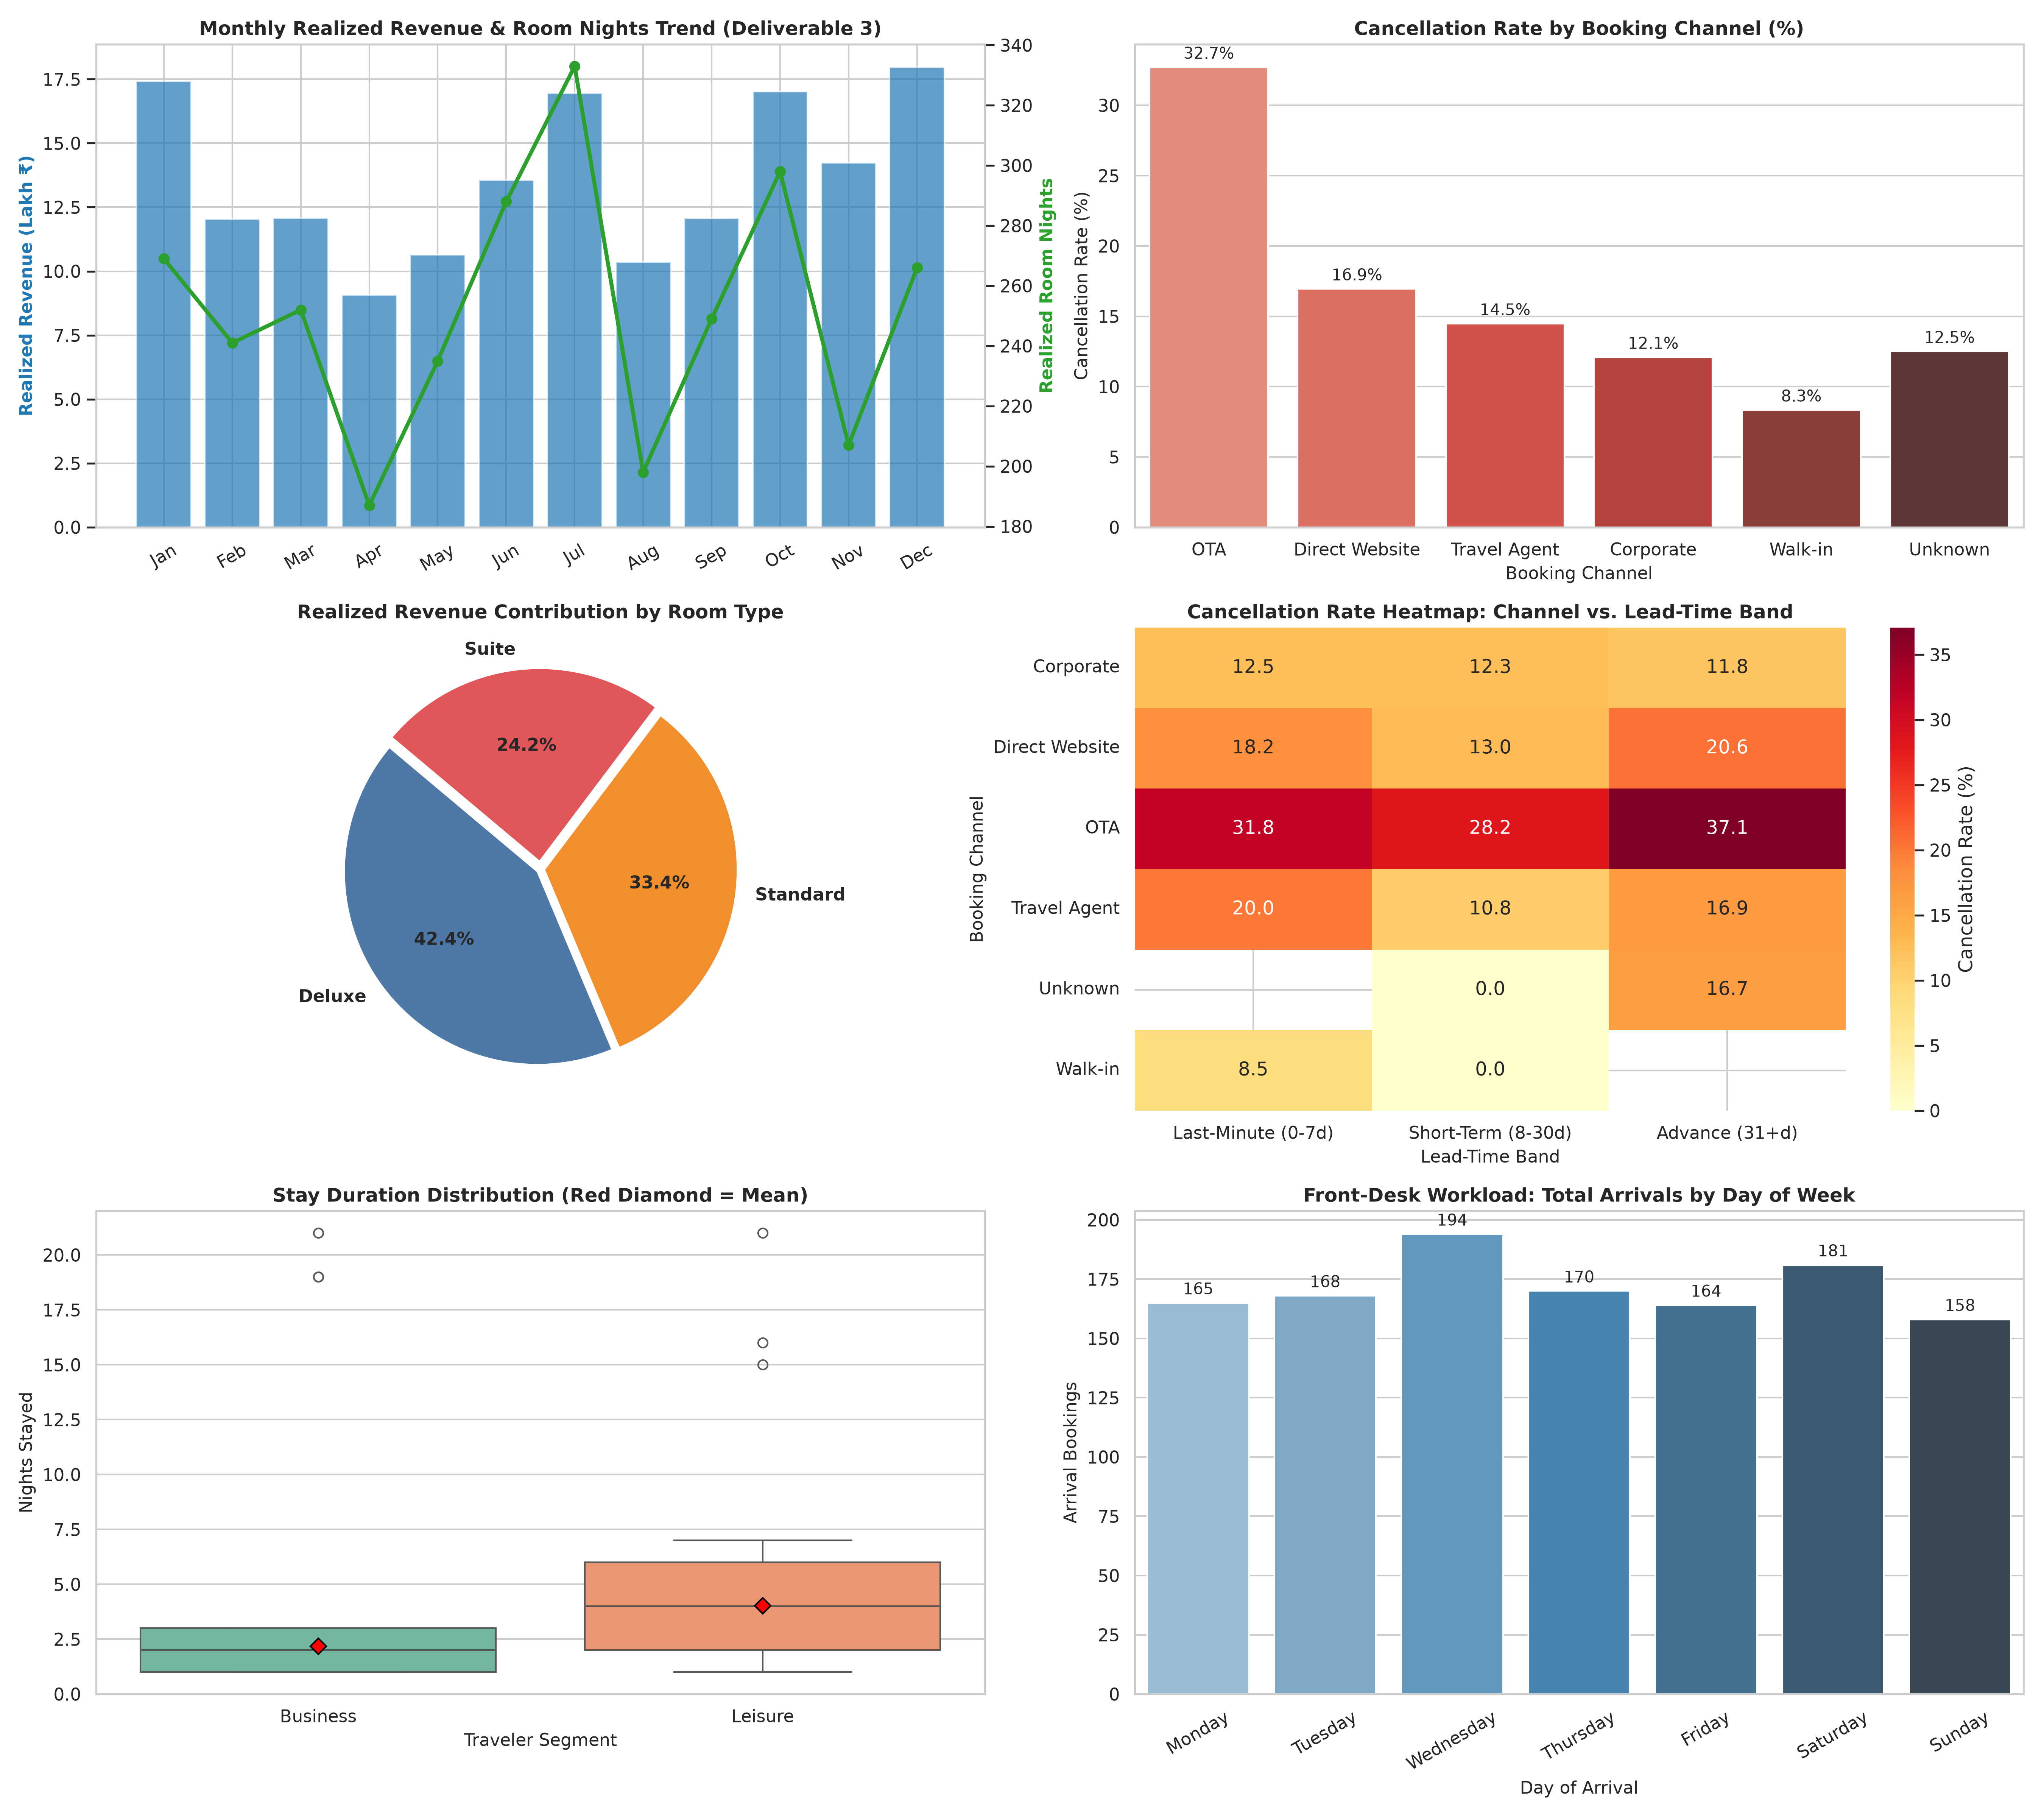 Monthly Realized Revenue & Room Nights Trend (Deliverable 3)
Realized Revenue (Lakh ₹)
17.5
15.0
12.5
10.0
7.5
5.0
2.5
0.0
340
320
300
280
260
240
220
200
180
Realized Room Nights
Jan Feb Mar Apr May Jun Jul Aug Sep Oct Nov Dec
Cancellation Rate by Booking Channel (%)
Cancellation Rate (%)
30
25
20
15
10
5
0
32.7%
16.9%
14.5%
12.1%
8.3%
12.5%
OTA Direct Website Travel Agent Corporate Walk-in Unknown
Booking Channel
Realized Revenue Contribution by Room Type
Suite
24.2%
33.4%
Standard
42.4%
Deluxe
Cancellation Rate Heatmap: Channel vs. Lead-Time Band
Booking Channel
Corporate 12.5 12.3 11.8
Direct Website 18.2 13.0 20.6
OTA 31.8 28.2 37.1
Travel Agent 20.0 10.8 16.9
Unknown 0.0 16.7
Walk-in 8.5 0.0
Last-Minute (0-7d) Short-Term (8-30d) Advance (31+d)
Lead-Time Band
35
30
25
20
15
10
5
0
Cancellation Rate (%)
Stay Duration Distribution (Red Diamond = Mean)
Nights Stayed
20.0
17.5
15.0
12.5
10.0
7.5
5.0
2.5
0.0
Business Leisure
Traveler Segment
Front-Desk Workload: Total Arrivals by Day of Week
Arrival Bookings
200
175
150
125
100
75
50
25
0
165
168
194
170
164
181
158
Monday Tuesday Wednesday Thursday Friday Saturday Sunday
Day of Arrival